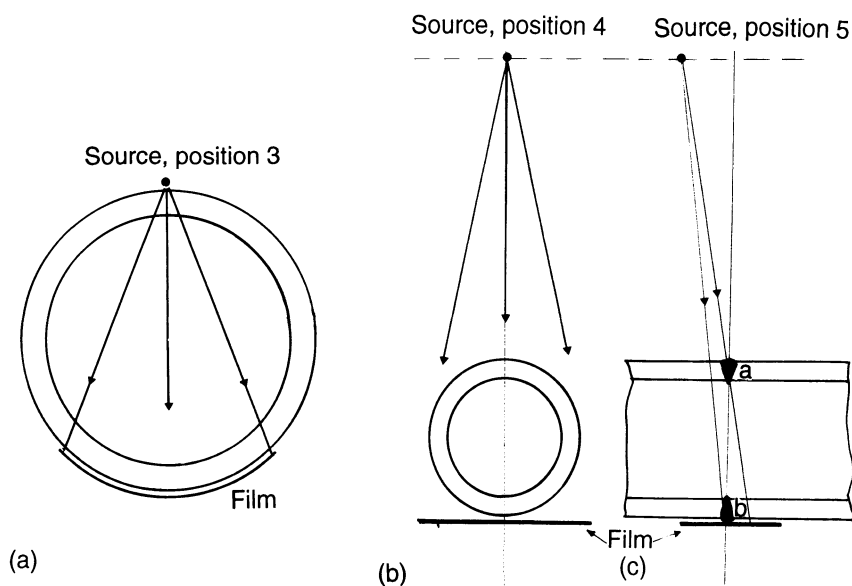 Source, position 4
Source, position 5
Source, position 3
a
b
Film
Film
(a)
(b)
(c)